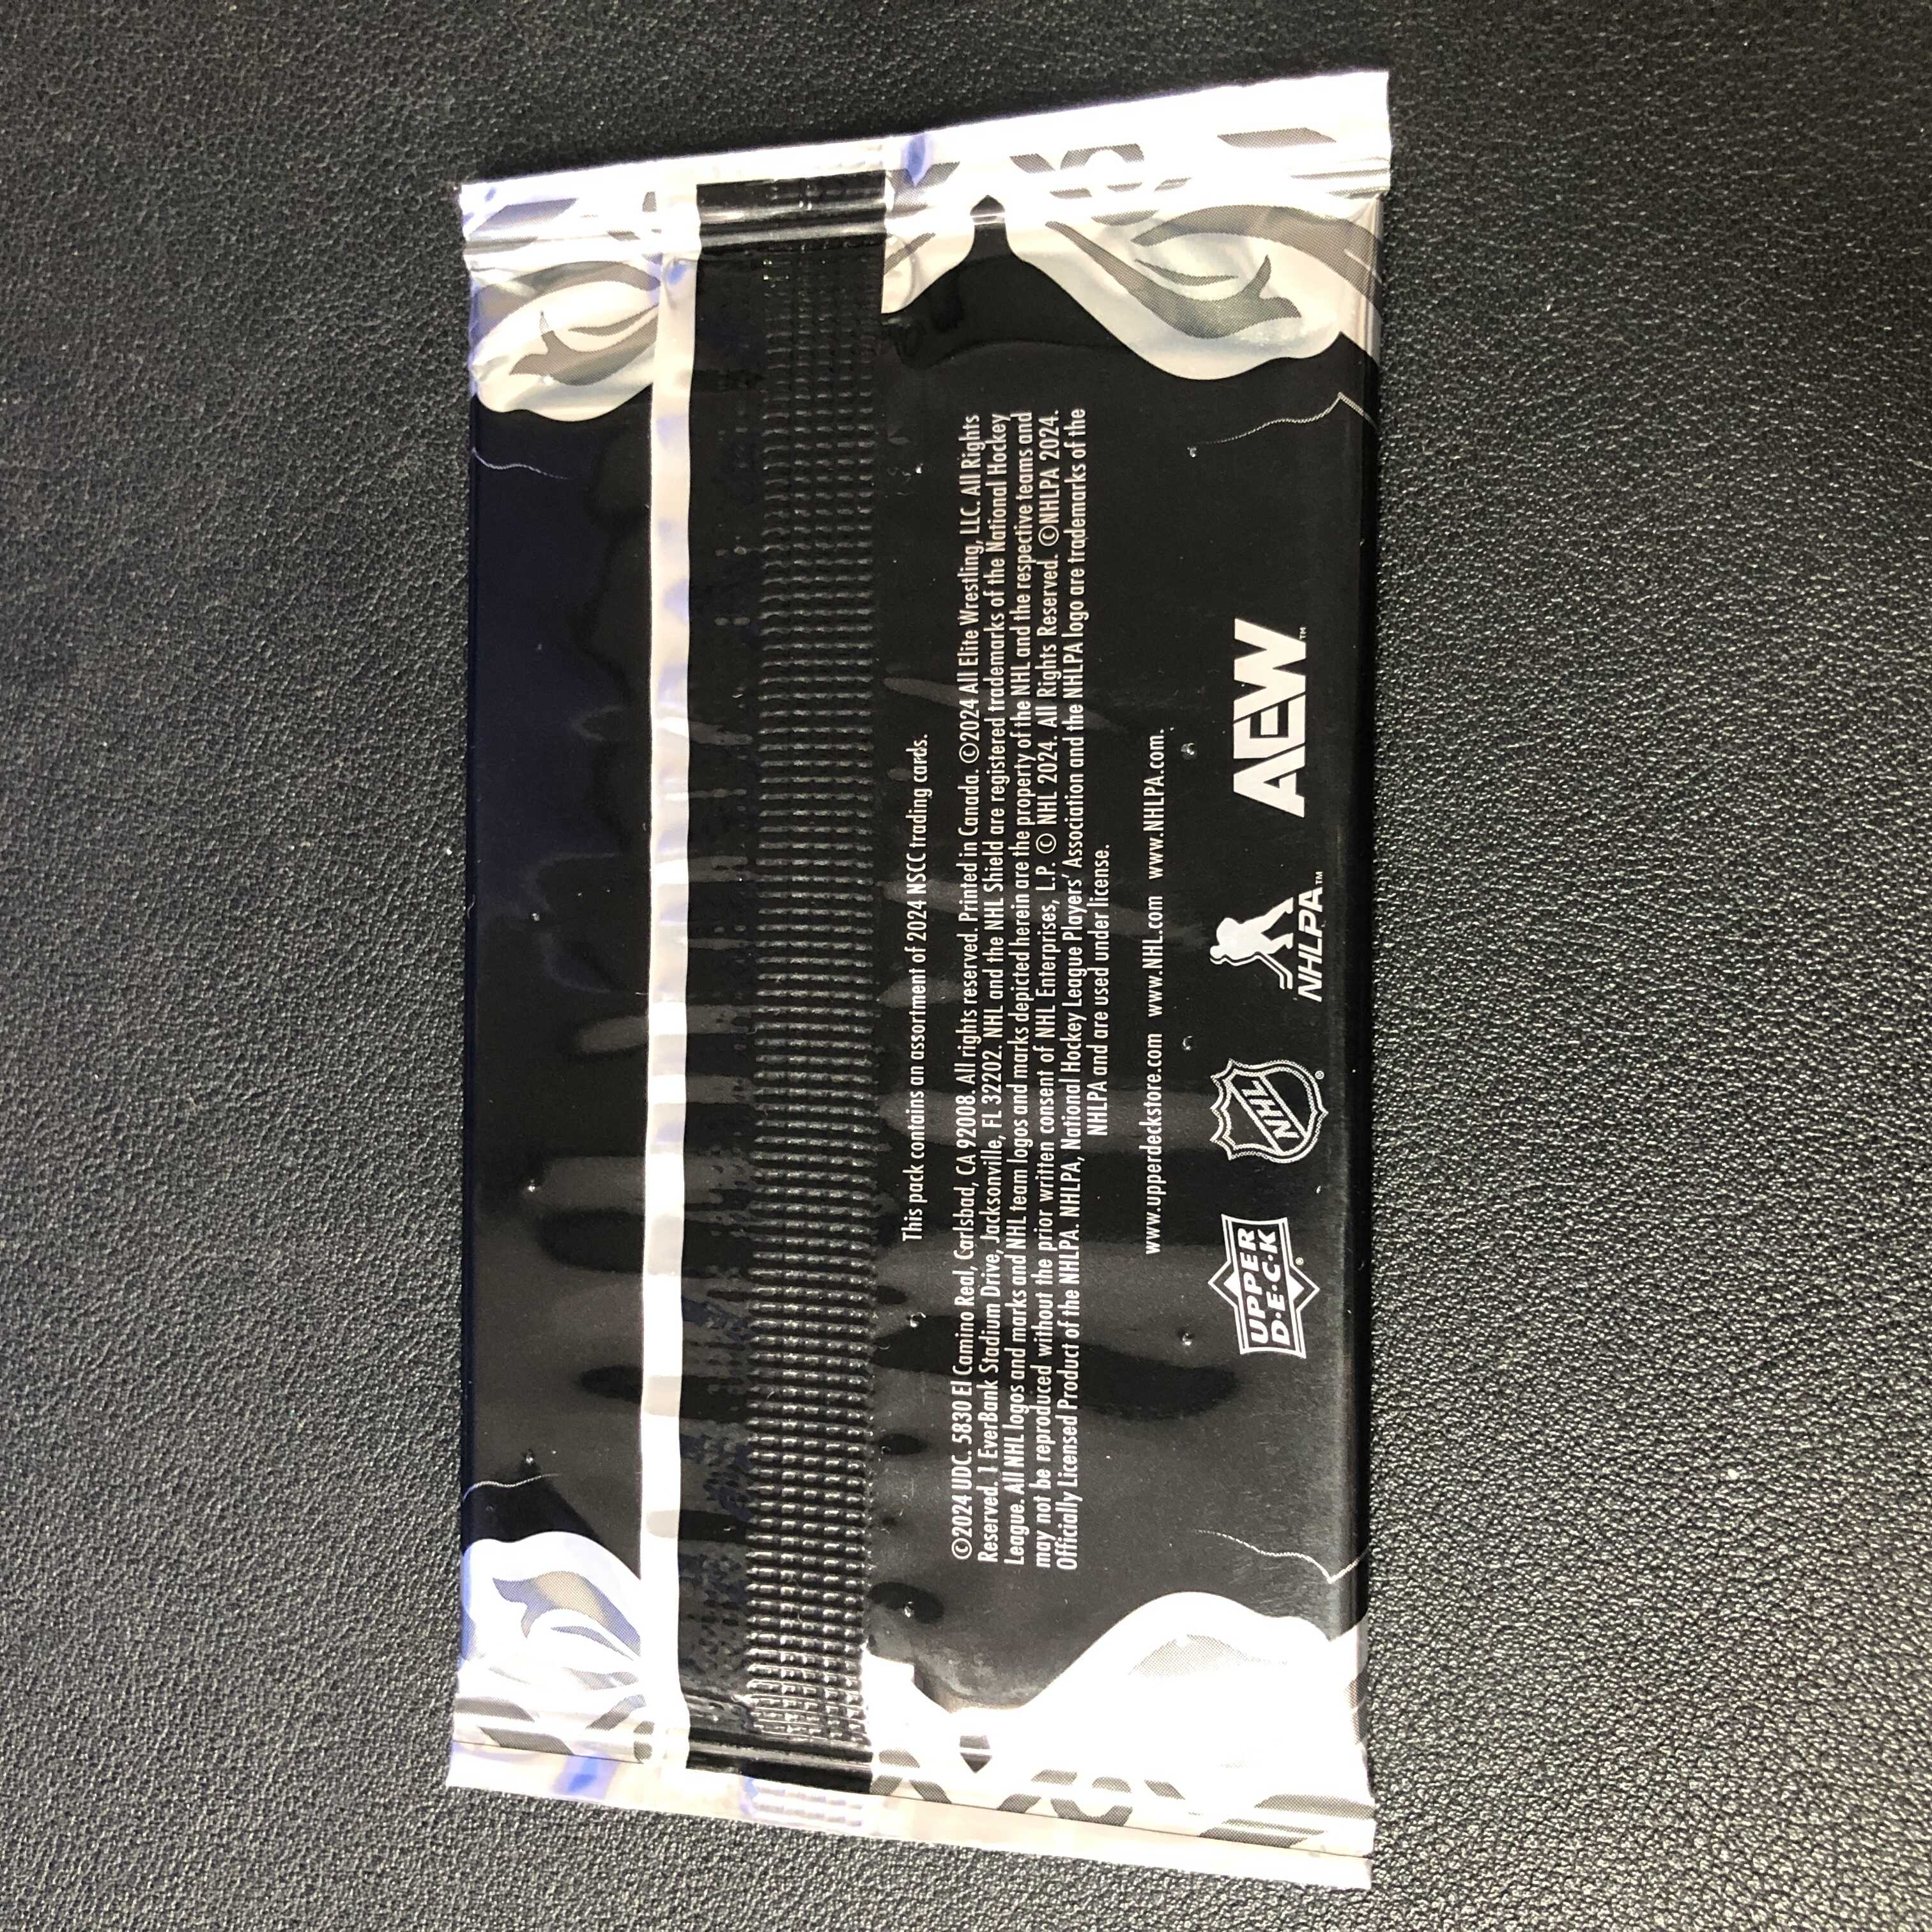 This pack contains an assortment of 2024 NSCC trading cards.
©2024 UDC. 5830 El Camino Real, Carlsbad, CA 92008. All rights reserved. Printed in Canada. ©2024 All Elite Wrestling, LLC. All Rights
Reserved. 1 EverBank Stadium Drive, Jacksonville, FL 32202. NHL and the NHL Shield are registered trademarks of the National Hockey
League. All NHL logos and marks and NHL team logos and marks depicted herein are the property of the NHL and the respective teams and
may not be reproduced without the prior written consent of NHL Enterprises, L.P. © NHL 2024. All Rights Reserved. ©NHLPA 2024.
Officially Licensed Product of the NHLPA. NHLPA, National Hockey League Players' Association and the NHLPA logo are trademarks of the
NHLPA and are used under license.
www.upperdeckstore.com www.NHL.com www.NHLPA.com.
UPPER
D·E·C·K®
NHL®
NHLPA™
AEW™